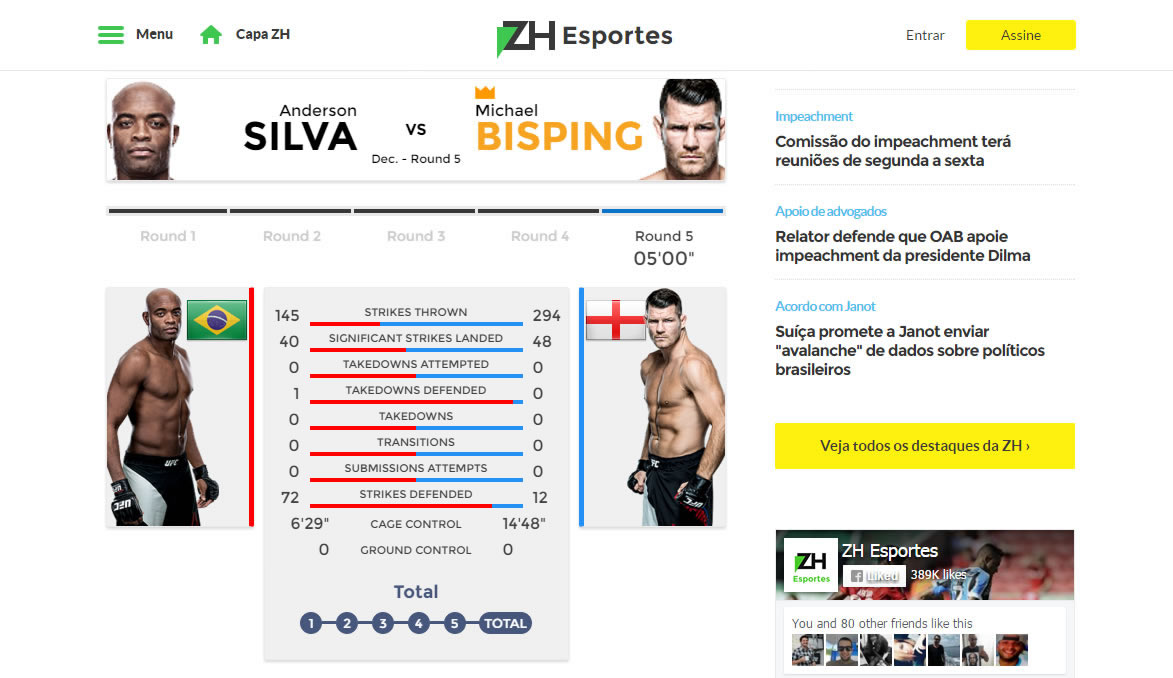 Menu
Capa ZH
ZH Esportes
Entrar
Assine
Anderson
SILVA
vs
Dec. - Round 5
Michael
BISPING
Round 1
Round 2
Round 3
Round 4
Round 5
05'00"
145 STRIKES THROWN 294
40 SIGNIFICANT STRIKES LANDED 48
0 TAKEDOWNS ATTEMPTED 0
1 TAKEDOWNS DEFENDED 0
0 TAKEDOWNS 0
0 TRANSITIONS 0
0 SUBMISSIONS ATTEMPTS 0
72 STRIKES DEFENDED 12
6'29" CAGE CONTROL 14'48"
0 GROUND CONTROL 0
Total
1 2 3 4 5 TOTAL
UFC
UFC
Impeachment
Comissão do impeachment terá
reuniões de segunda a sexta
Apoio de advogados
Relator defende que OAB apoie
impeachment da presidente Dilma
Acordo com Janot
Suíça promete a Janot enviar
"avalanche" de dados sobre políticos
brasileiros
Veja todos os destaques da ZH ›
ZH
Esportes
ZH Esportes
Liked
389K likes
You and 80 other friends like this